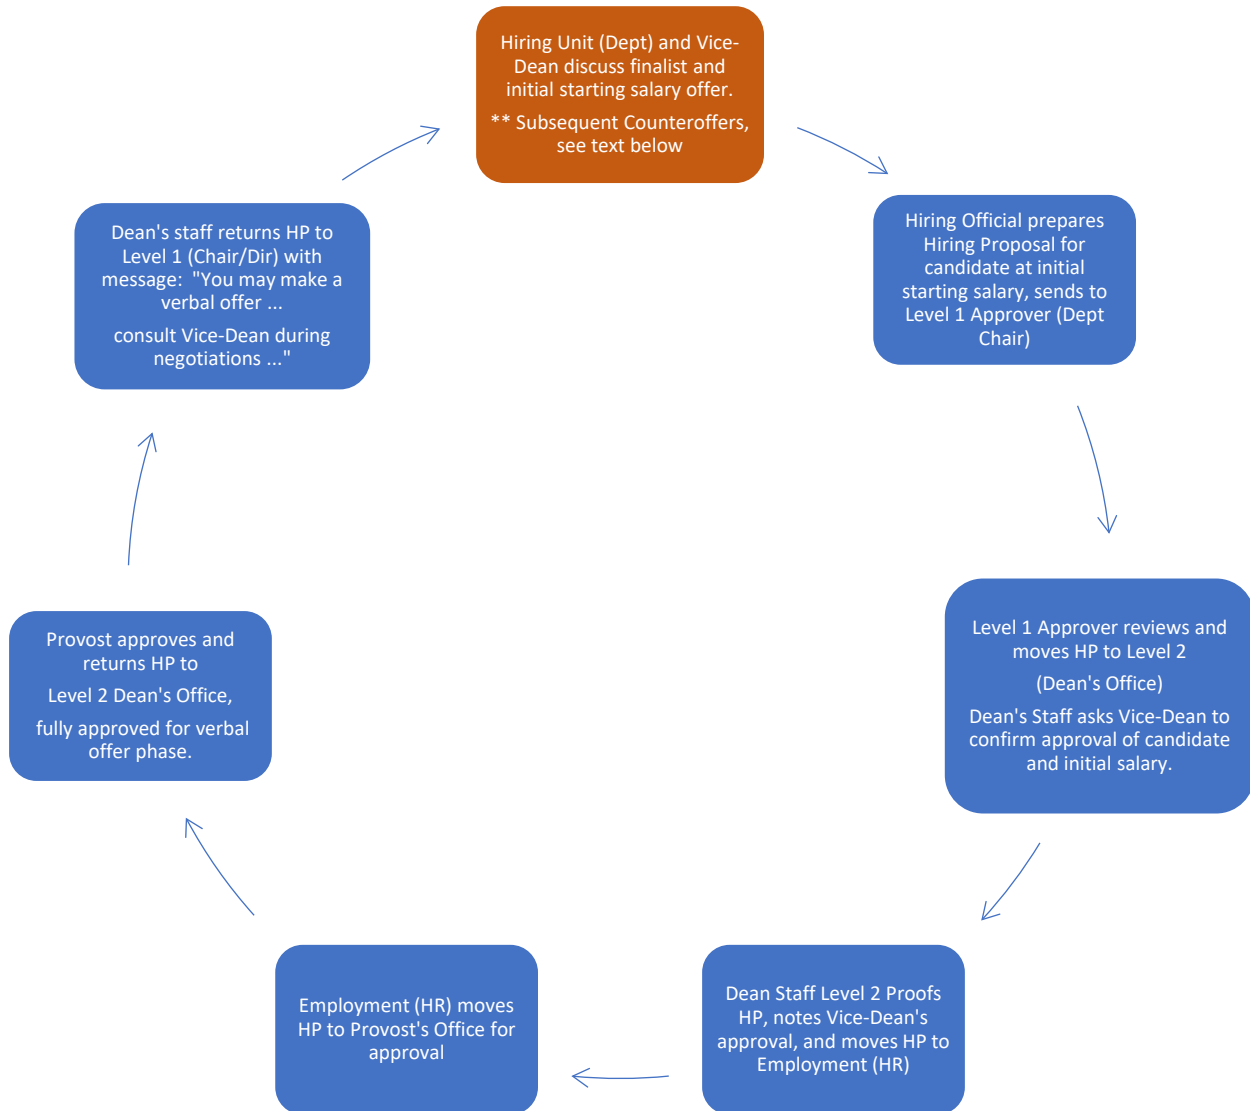 Hiring Unit (Dept) and Vice-
Dean discuss finalist and
initial starting salary offer.
** Subsequent Counteroffers,
see text below
Hiring Official prepares
Hiring Proposal for
candidate at initial
starting salary, sends to
Level 1 Approver (Dept
Chair)
Level 1 Approver reviews and
moves HP to Level 2
(Dean's Office)
Dean's Staff asks Vice-Dean to
confirm approval of candidate
and initial salary.
Dean Staff Level 2 Proofs
HP, notes Vice-Dean's
approval, and moves HP to
Employment (HR)
Employment (HR) moves
HP to Provost's Office for
approval
Provost approves and
returns HP to
Level 2 Dean's Office,
fully approved for verbal
offer phase.
Dean's staff returns HP to
Level 1 (Chair/Dir) with
message:  "You may make a
verbal offer ...
consult Vice-Dean during
negotiations ..."